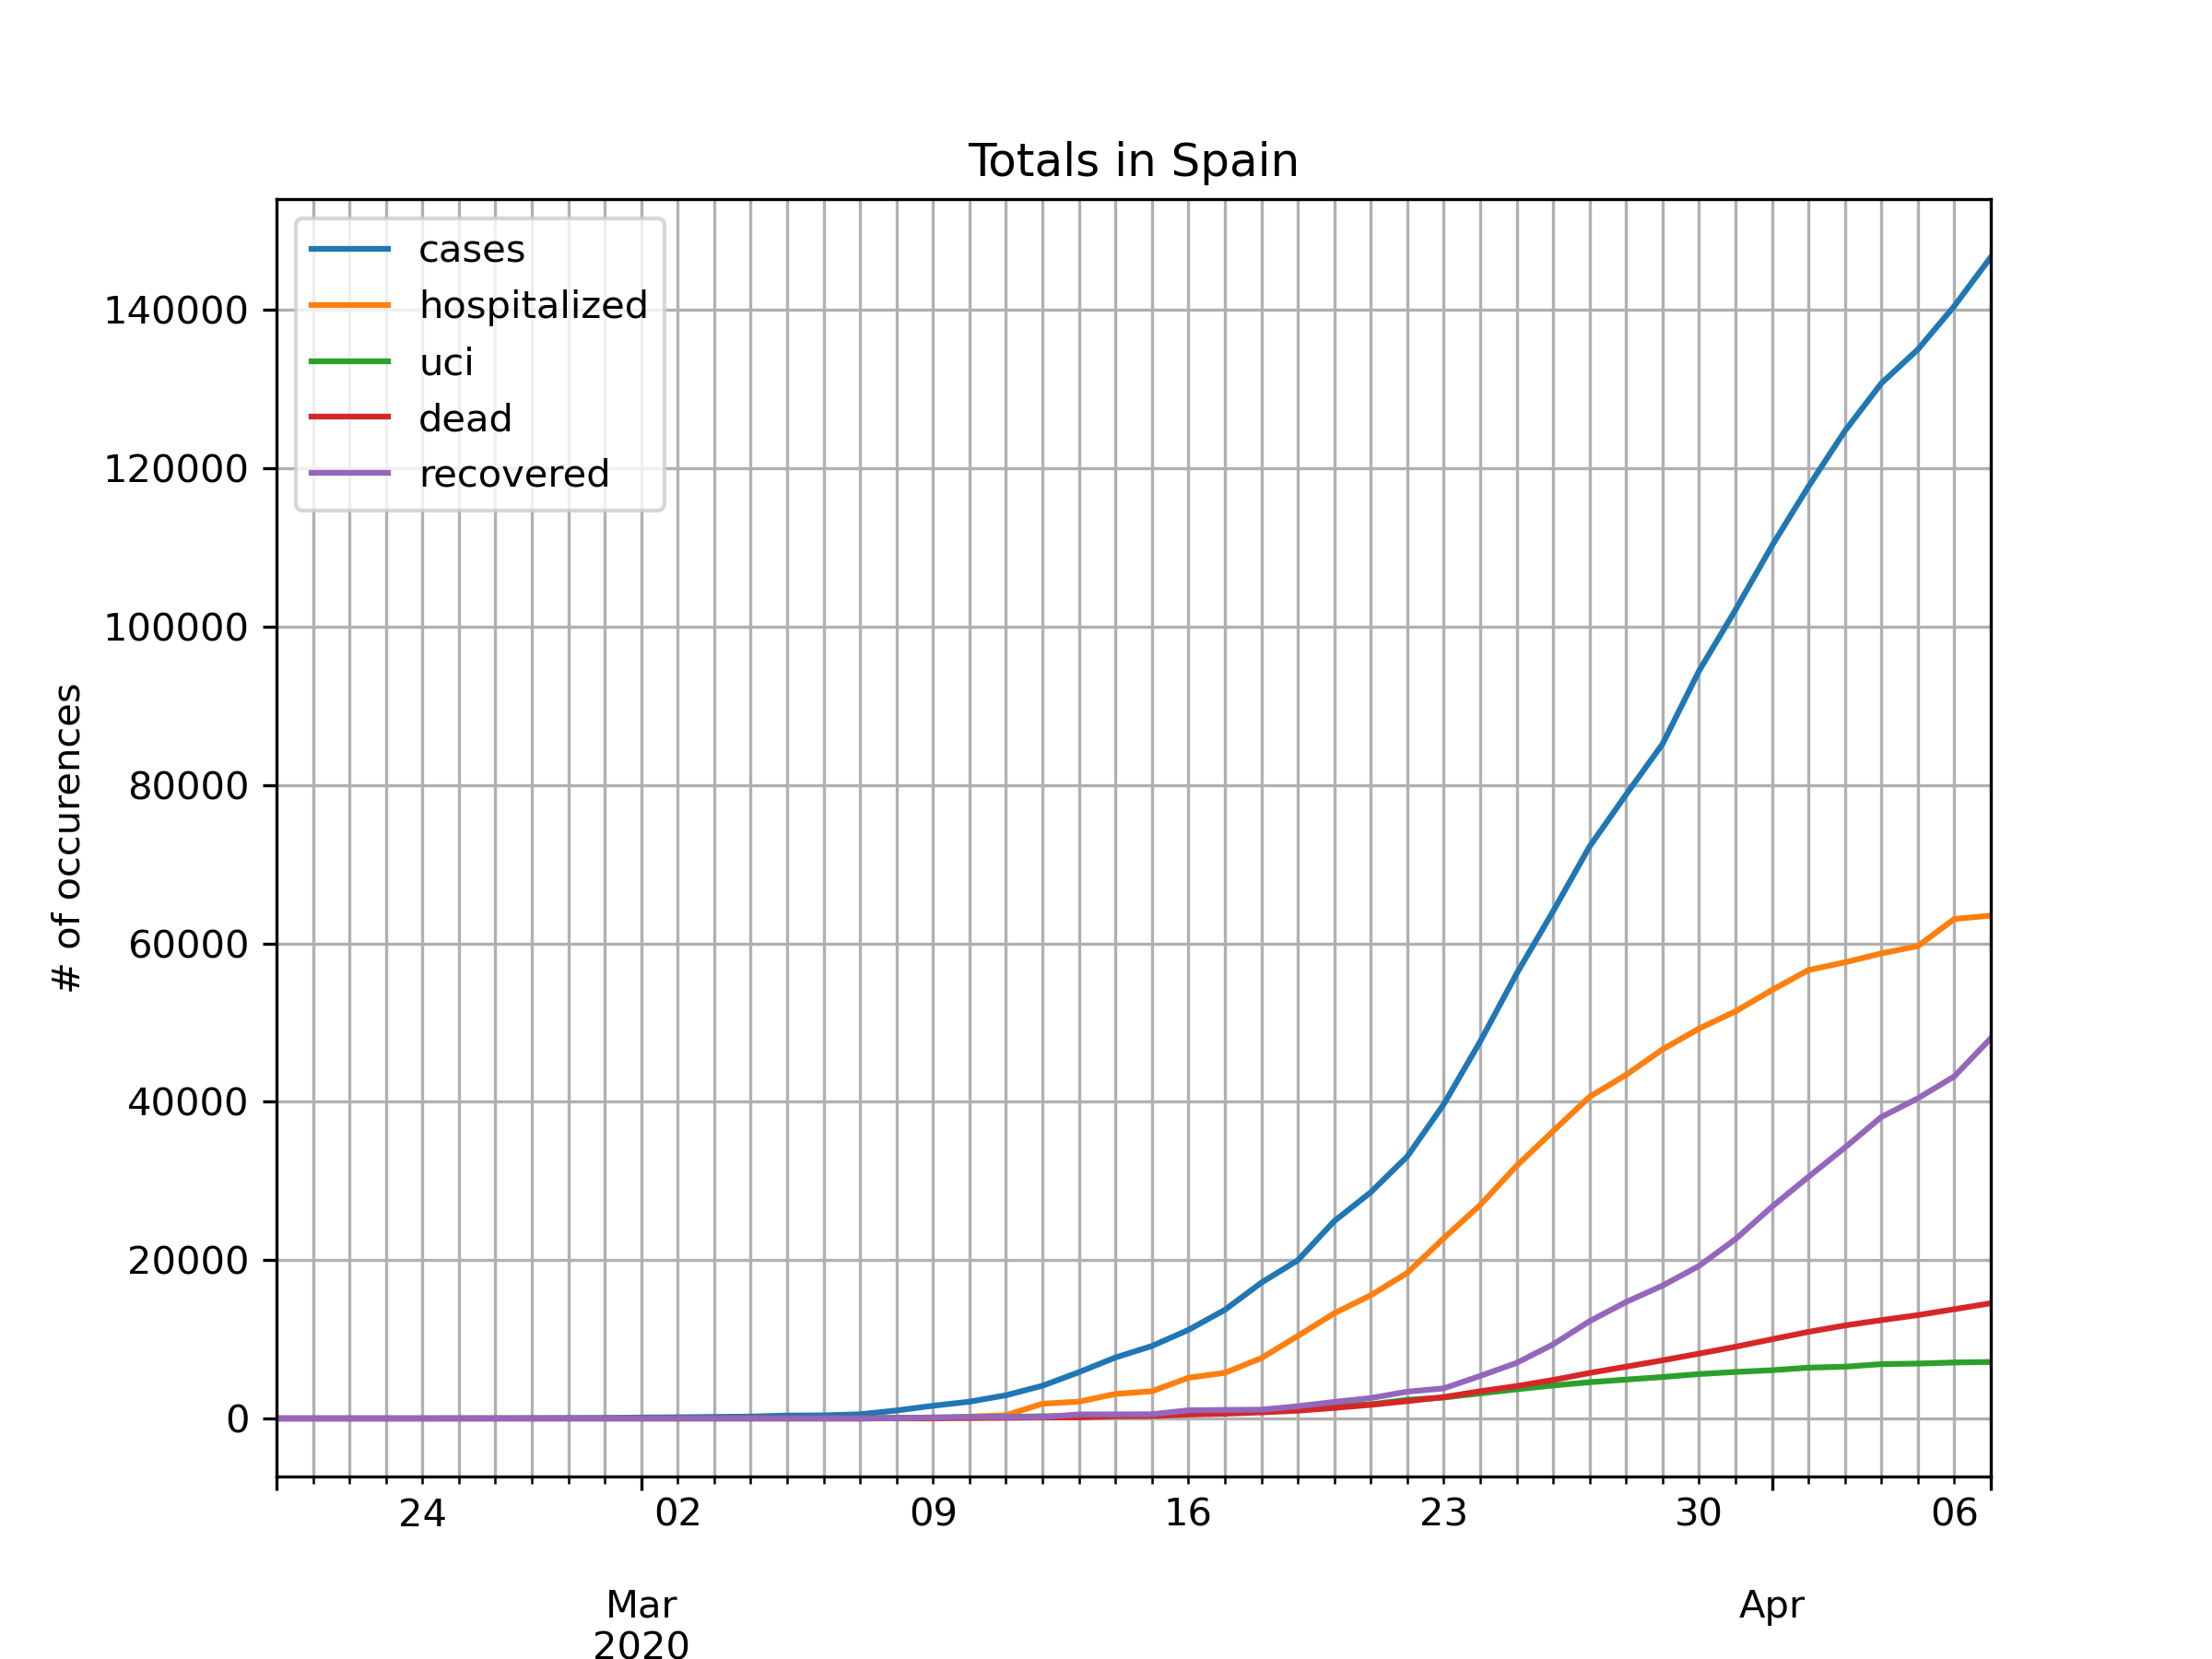 Totals in Spain
cases
hospitalized
uci
dead
recovered
# of occurences
140000
120000
100000
80000
60000
40000
20000
0
24 02 09 16 23 30 06
Mar Apr
2020